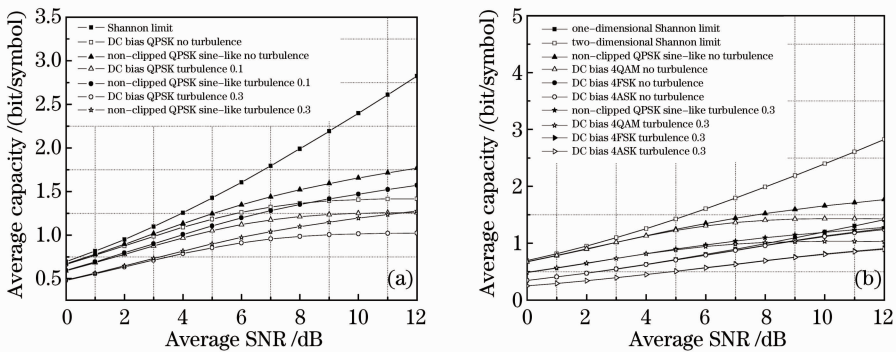 Average capacity /(bit/symbol)
3.5
3.0
2.5
2.0
1.5
1.0
0.5
Shannon limit
DC bias QPSK no turbulence
non-clipped QPSK sine-like no turbulence
DC bias QPSK turbulence 0.1
non-clipped QPSK sine-like turbulence 0.1
DC bias QPSK turbulence 0.3
non-clipped QPSK sine-like turbulence 0.3
(a)
0 2 4 6 8 10 12
Average SNR /dB
Average capacity /(bit/symbol)
5
4
3
2
1
0
one-dimensional Shannon limit
two-dimensional Shannon limit
non-clipped QPSK sine-like no turbulence
DC bias 4QAM no turbulence
DC bias 4FSK no turbulence
DC bias 4ASK no turbulence
non-clipped QPSK sine-like turbulence 0.3
DC bias 4QAM turbulence 0.3
DC bias 4FSK turbulence 0.3
DC bias 4ASK turbulence 0.3
(b)
0 2 4 6 8 10 12
Average SNR /dB